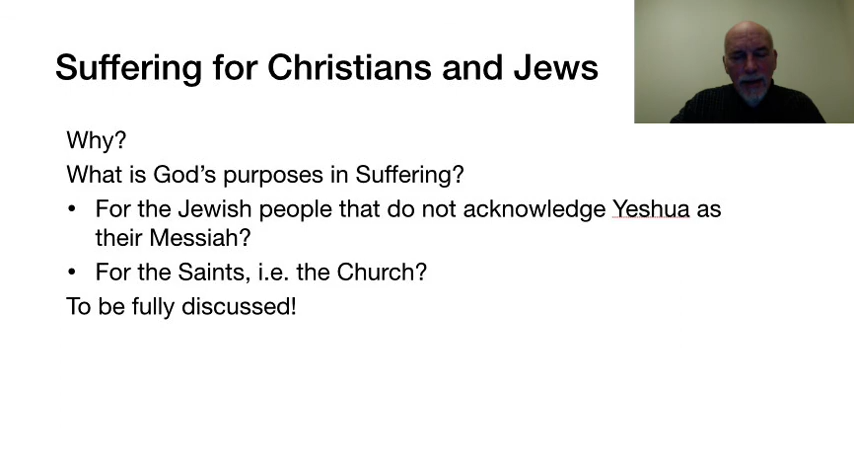 Suffering for Christians and Jews
Why?
What is God’s purposes in Suffering?
• For the Jewish people that do not acknowledge Yeshua as
their Messiah?
• For the Saints, i.e. the Church?
To be fully discussed!